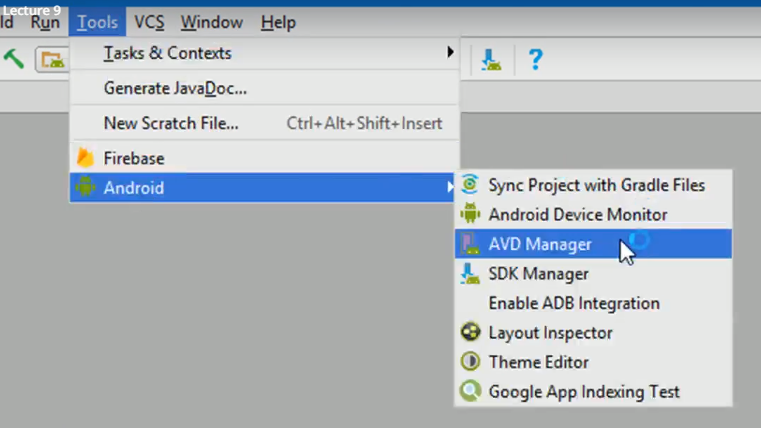 Lecture 9
ld Run Tools VCS Window Help
Tasks & Contexts
Generate JavaDoc...
New Scratch File... Ctrl+Alt+Shift+Insert
Firebase
Android
Sync Project with Gradle Files
Android Device Monitor
AVD Manager
SDK Manager
Enable ADB Integration
Layout Inspector
Theme Editor
Google App Indexing Test